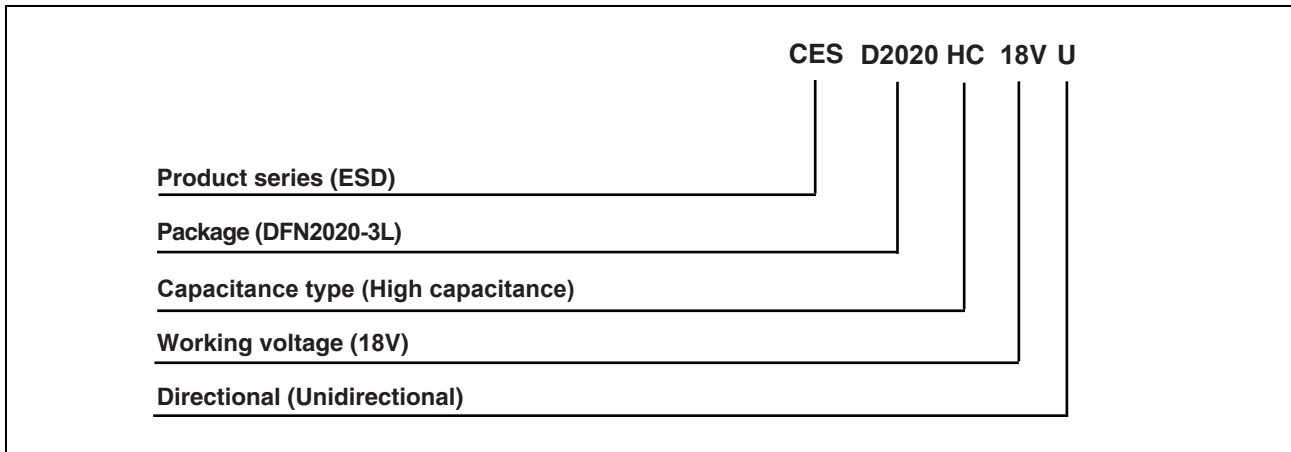 CES D2020 HC 18V U
Product series (ESD)
Package (DFN2020-3L)
Capacitance type (High capacitance)
Working voltage (18V)
Directional (Unidirectional)